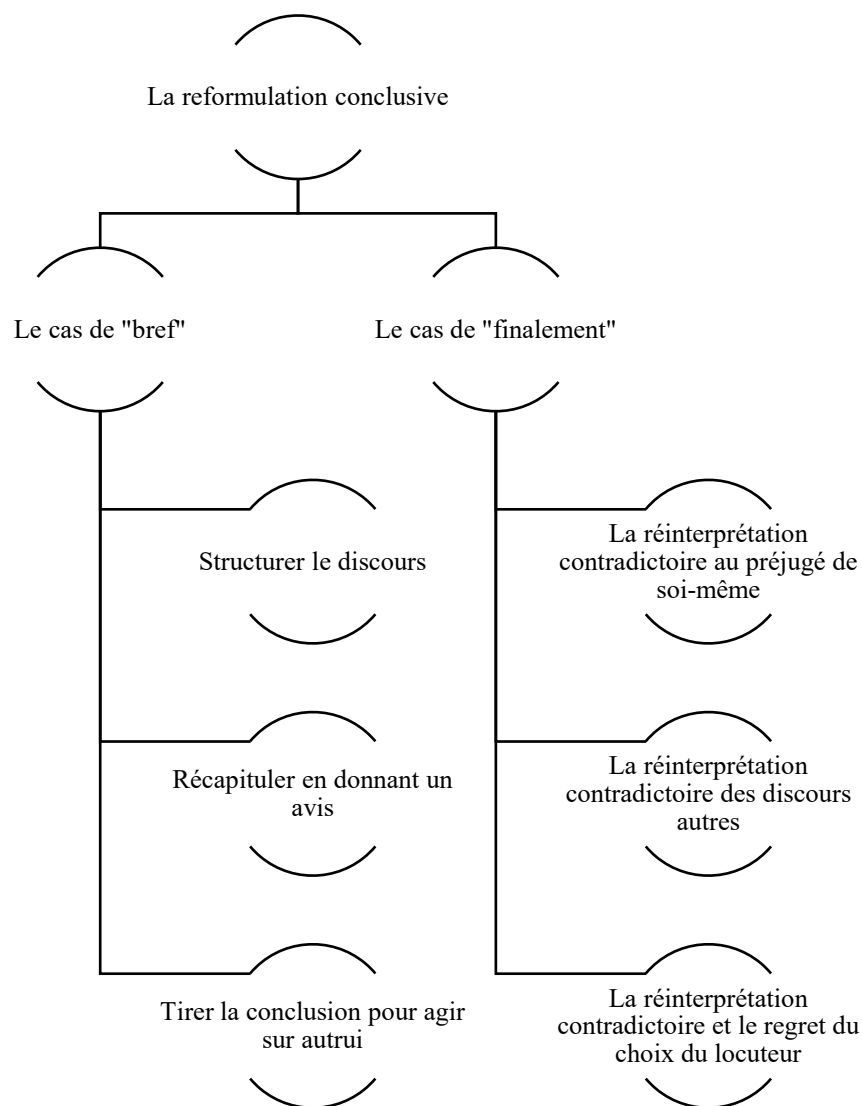 La reformulation conclusive
Le cas de "bref"
Le cas de "finalement"
Structurer le discours
Récapituler en donnant un
avis
Tirer la conclusion pour agir
sur autrui
La réinterprétation
contradictoire au préjugé de
soi-même
La réinterprétation
contradictoire des discours
autres
La réinterprétation
contradictoire et le regret du
choix du locuteur